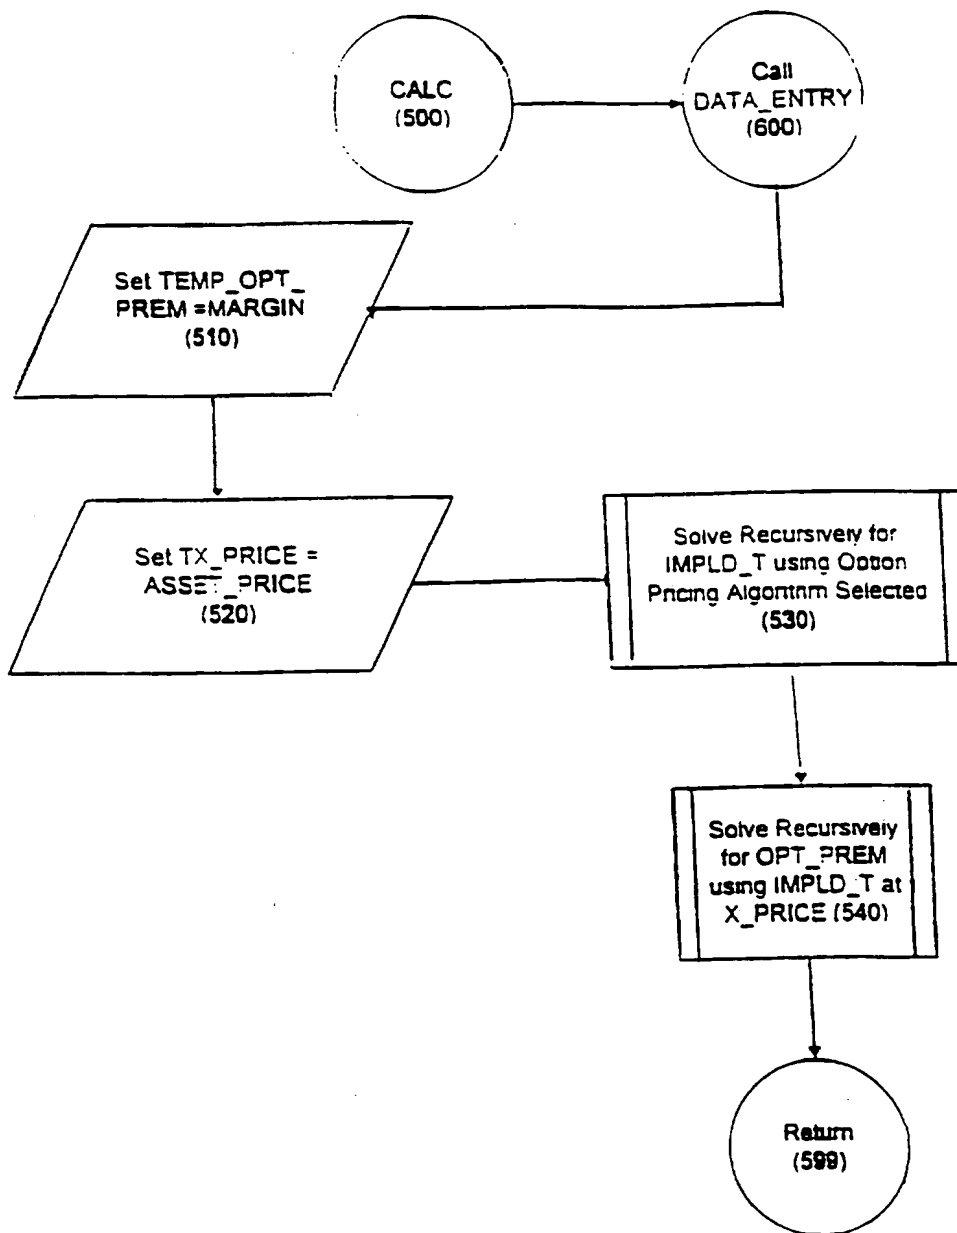 CALC
(500)
Call
DATA_ENTRY
(600)
Set TEMP_OPT_
PREM =MARGIN
(510)
Set TX_PRICE =
ASSET_PRICE
(520)
Solve Recursively for
IMPLD_T using Option
Pricing Algorithm Selected
(530)
Solve Recursively
for OPT_PREM
using IMPLD_T at
X_PRICE (540)
Return
(599)